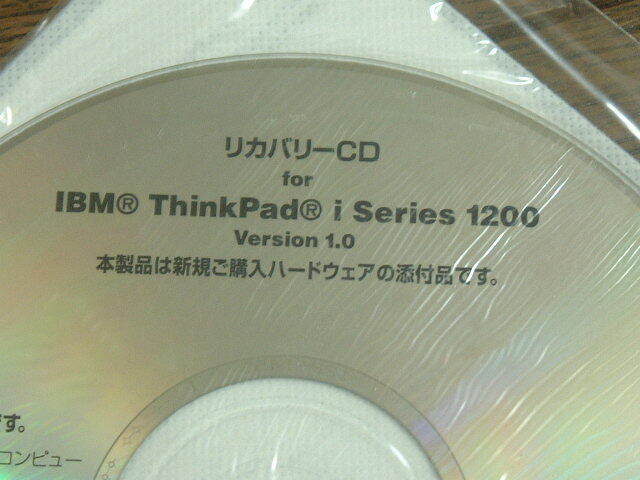 リカバリーCD
for
IBM® ThinkPad® i Series 1200
Version 1.0
本製品は新規ご購入ハードウェアの添付品です。
です。
コンピュー